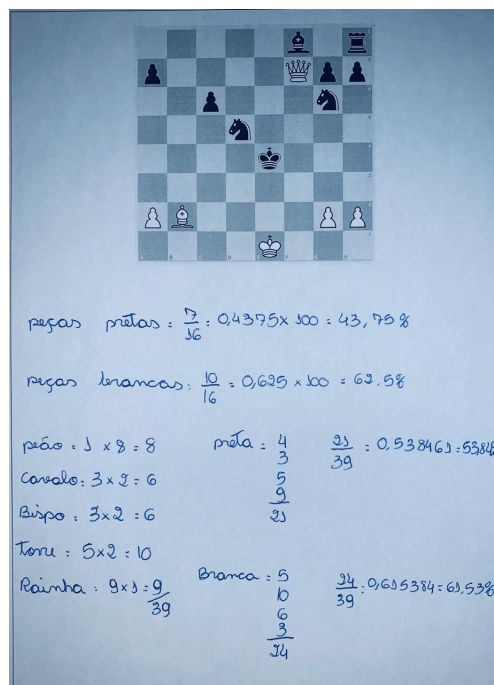 peças pretas : 7/16 : 0,4375 x 100 = 43,75%
peças brancas : 10/16 = 0,625 x 100 = 62.5%
peão = 1 x 8 = 8
Cavalo : 3 x 2 = 6
Bispo : 3 x 2 = 6
Torre : 5 x 2 = 10
Rainha : 9 x 1 = 9
39
preta : 4
3
5
9
21
21/39 : 0,538461 = 53,84
Branca : 5
10
6
3
24
24/39 : 0,615384 = 61,53%